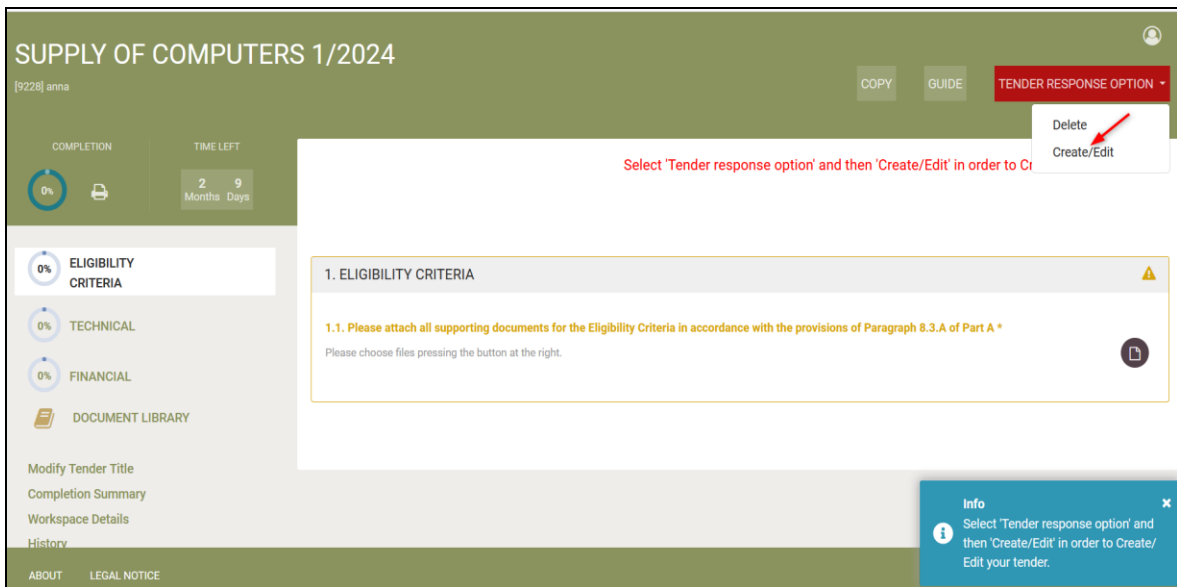 SUPPLY OF COMPUTERS 1/2024
[9228] anna
COPY
GUIDE
TENDER RESPONSE OPTION
Delete
Create/Edit
COMPLETION
TIME LEFT
0%
2 9
Months Days
Select 'Tender response option' and then 'Create/Edit' in order to Cr
0%
ELIGIBILITY
CRITERIA
0%
TECHNICAL
0%
FINANCIAL
DOCUMENT LIBRARY
Modify Tender Title
Completion Summary
Workspace Details
History
1. ELIGIBILITY CRITERIA
1.1. Please attach all supporting documents for the Eligibility Criteria in accordance with the provisions of Paragraph 8.3.A of Part A *
Please choose files pressing the button at the right.
Info
Select 'Tender response option' and
then 'Create/Edit' in order to Create/
Edit your tender.
ABOUT
LEGAL NOTICE